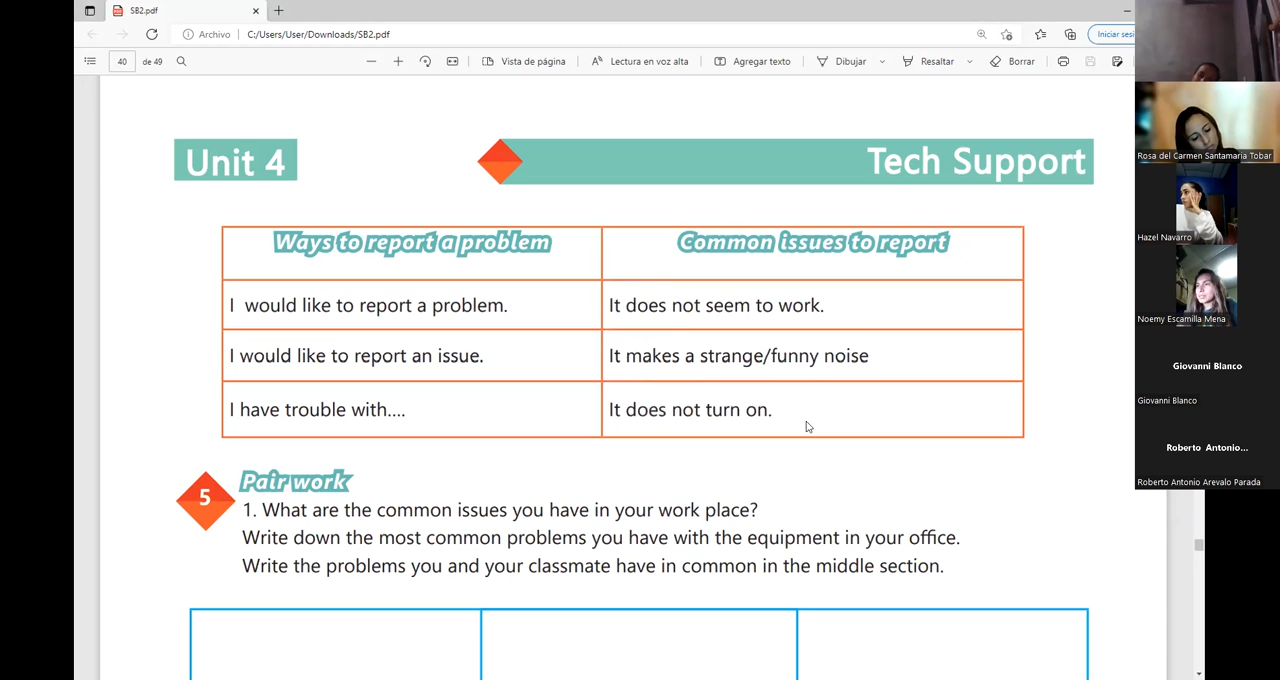 SB2.pdf
Archivo
C:/Users/User/Downloads/SB2.pdf
Iniciar sesi
40
de 49
Vista de página
Lectura en voz alta
Agregar texto
Dibujar
Resaltar
Borrar
Unit 4
Tech Support
Ways to report a problem
Common issues to report
I would like to report a problem.
It does not seem to work.
I would like to report an issue.
It makes a strange/funny noise
I have trouble with....
It does not turn on.
5
Pair work
1. What are the common issues you have in your work place?
Write down the most common problems you have with the equipment in your office.
Write the problems you and your classmate have in common in the middle section.
Rosa del Carmen Santamaria Tobar
Hazel Navarro
Noemy Escamilla Mena
Giovanni Blanco
Giovanni Blanco
Roberto Antonio...
Roberto Antonio Arevalo Parada